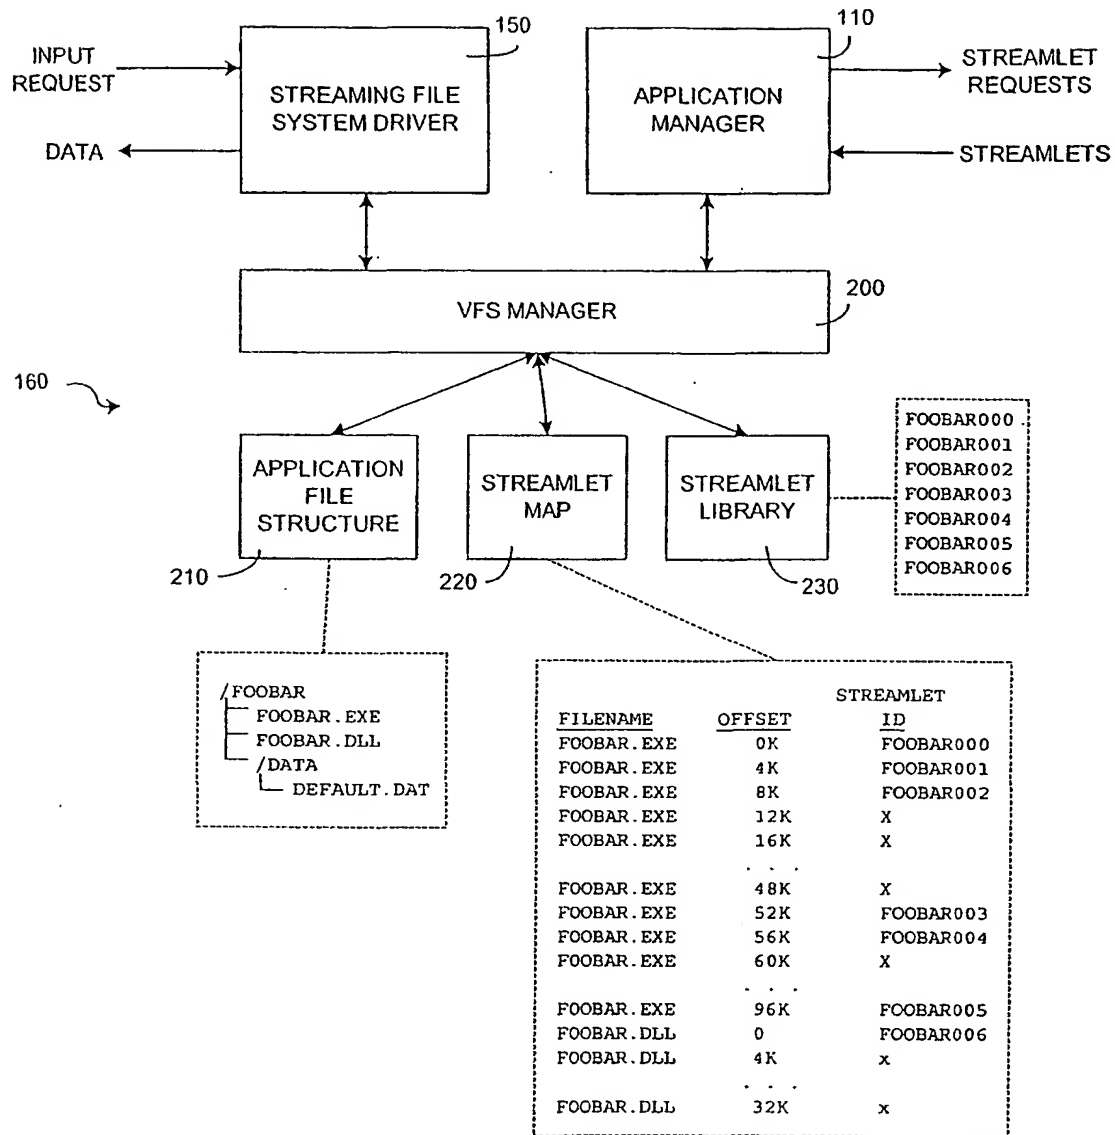 150
110
INPUT
REQUEST
DATA
STREAMING FILE
SYSTEM DRIVER
APPLICATION
MANAGER
STREAMLET
REQUESTS
STREAMLETS
VFS MANAGER
200
160
APPLICATION
FILE
STRUCTURE
210
STREAMLET
MAP
220
STREAMLET
LIBRARY
230
FOOBAR000
FOOBAR001
FOOBAR002
FOOBAR003
FOOBAR004
FOOBAR005
FOOBAR006
/FOOBAR
FOOBAR.EXE
FOOBAR.DLL
/DATA
DEFAULT.DAT
STREAMLET
FILENAME OFFSET ID
FOOBAR.EXE 0K FOOBAR000
FOOBAR.EXE 4K FOOBAR001
FOOBAR.EXE 8K FOOBAR002
FOOBAR.EXE 12K X
FOOBAR.EXE 16K X
. . .
FOOBAR.EXE 48K X
FOOBAR.EXE 52K FOOBAR003
FOOBAR.EXE 56K FOOBAR004
FOOBAR.EXE 60K X
. . .
FOOBAR.EXE 96K FOOBAR005
FOOBAR.DLL 0 FOOBAR006
FOOBAR.DLL 4K x
. . .
FOOBAR.DLL 32K x